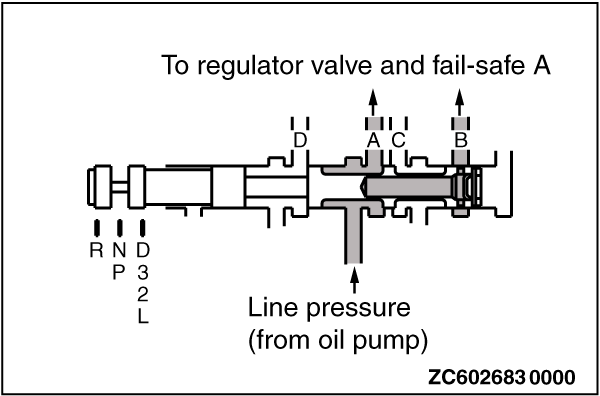 To regulator valve and fail-safe A
D A C B
R N D
P 3
2
L
Line pressure
(from oil pump)
ZC602683 0000